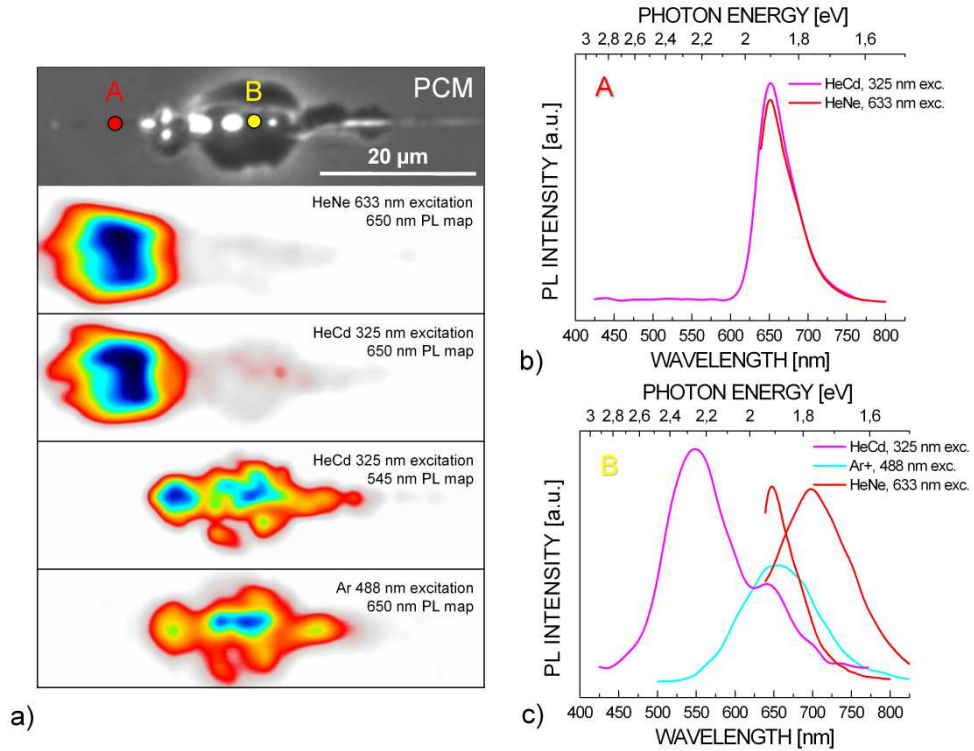 PCM
A
B
20 µm
HeNe 633 nm excitation
650 nm PL map
HeCd 325 nm excitation
650 nm PL map
HeCd 325 nm excitation
545 nm PL map
Ar 488 nm excitation
650 nm PL map
a)
PHOTON ENERGY [eV]
3 2,8 2,6 2,4 2,2 2 1,8 1,6
A
HeCd, 325 nm exc.
HeNe, 633 nm exc.
PL INTENSITY [a.u.]
400 450 500 550 600 650 700 750 800
WAVELENGTH [nm]
b)
PHOTON ENERGY [eV]
3 2,8 2,6 2,4 2,2 2 1,8 1,6
B
HeCd, 325 nm exc.
Ar+, 488 nm exc.
HeNe, 633 nm exc.
PL INTENSITY [a.u.]
400 450 500 550 600 650 700 750 800
WAVELENGTH [nm]
c)